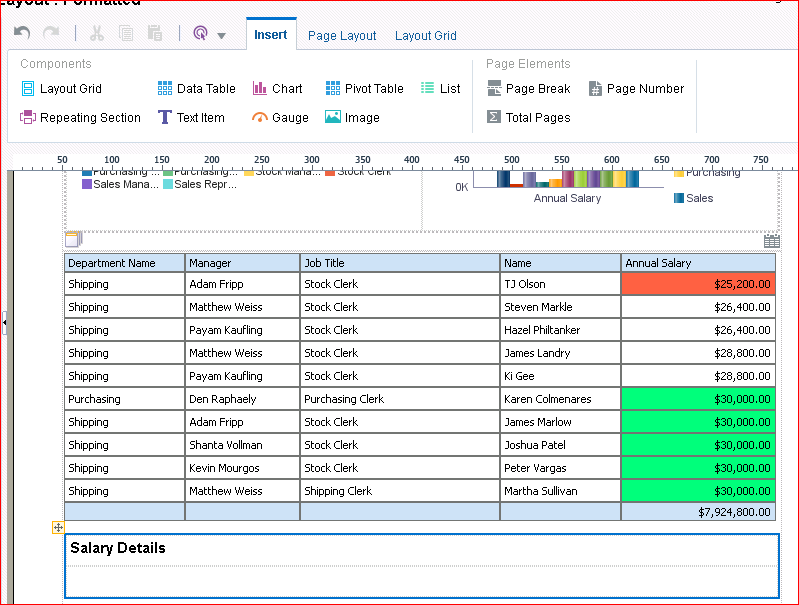 Layout : Formatted
Insert Page Layout Layout Grid
Components Page Elements
Layout Grid Data Table Chart Pivot Table List Page Break Page Number
Repeating Section Text Item Gauge Image Total Pages
50 100 150 200 250 300 350 400 450 500 550 600 650 700 750
Purchasing ... Purchasing... Stock Mana... Stock Clerk Purchasing
Sales Mana... Sales Repr... 0K
Annual Salary Sales
Department Name Manager Job Title Name Annual Salary
Shipping Adam Fripp Stock Clerk TJ Olson $25,200.00
Shipping Matthew Weiss Stock Clerk Steven Markle $26,400.00
Shipping Payam Kaufling Stock Clerk Hazel Philtanker $26,400.00
Shipping Matthew Weiss Stock Clerk James Landry $28,800.00
Shipping Payam Kaufling Stock Clerk Ki Gee $28,800.00
Purchasing Den Raphaely Purchasing Clerk Karen Colmenares $30,000.00
Shipping Adam Fripp Stock Clerk James Marlow $30,000.00
Shipping Shanta Vollman Stock Clerk Joshua Patel $30,000.00
Shipping Kevin Mourgos Stock Clerk Peter Vargas $30,000.00
Shipping Matthew Weiss Shipping Clerk Martha Sullivan $30,000.00
$7,924,800.00
Salary Details